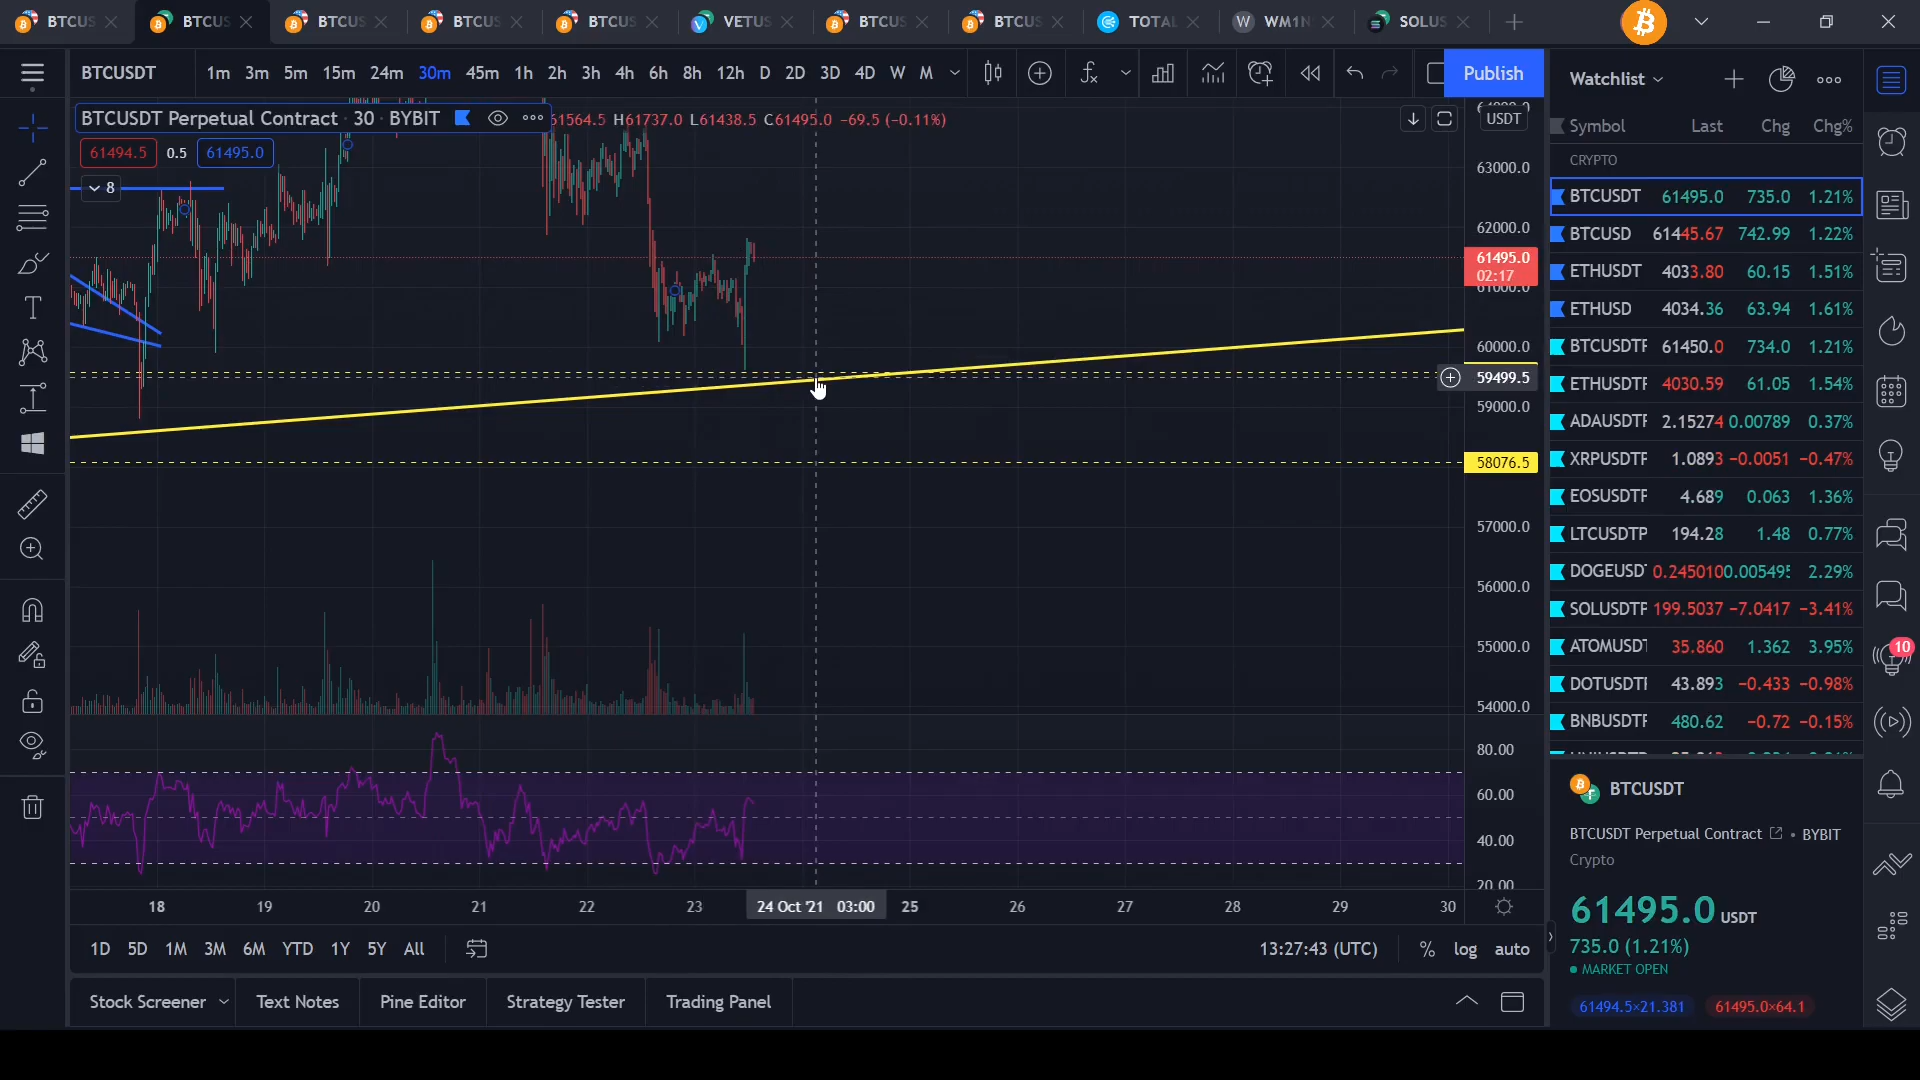 BTCUS BTCUS BTCUS BTCUS BTCUS VETUS BTCUS BTCUS TOTAL WM1N SOLUS
BTCUSDT 1m 3m 5m 15m 24m 30m 45m 1h 2h 3h 4h 6h 8h 12h D 2D 3D 4D W M Publish
BTCUSDT Perpetual Contract · 30 · BYBIT 61564.5 H61737.0 L61438.5 C61495.0 -69.5 (-0.11%)
USDT
61494.5 0.5 61495.0
8
63000.0
62000.0
61495.0
02:17
61000.0
60000.0
59499.5
59000.0
58076.5
57000.0
56000.0
55000.0
54000.0
80.00
60.00
40.00
20.00
18 19 20 21 22 23 24 Oct '21 03:00 25 26 27 28 29 30
1D 5D 1M 3M 6M YTD 1Y 5Y All 13:27:43 (UTC) % log auto
Stock Screener Text Notes Pine Editor Strategy Tester Trading Panel
Watchlist
Symbol Last Chg Chg%
CRYPTO
BTCUSDT 61495.0 735.0 1.21%
BTCUSD 61445.67 742.99 1.22%
ETHUSDT 4033.80 60.15 1.51%
ETHUSD 4034.36 63.94 1.61%
BTCUSDTF 61450.0 734.0 1.21%
ETHUSDTF 4030.59 61.05 1.54%
ADAUSDTF 2.15274 0.00789 0.37%
XRPUSDTF 1.0893 -0.0051 -0.47%
EOSUSDTF 4.689 0.063 1.36%
LTCUSDTP 194.28 1.48 0.77%
DOGEUSD 0.245010 0.005495 2.29%
SOLUSDTF 199.5037 -7.0417 -3.41%
ATOMUSDT 35.860 1.362 3.95%
DOTUSDTF 43.893 -0.433 -0.98%
BNBUSDTF 480.62 -0.72 -0.15%
10
BTCUSDT
BTCUSDT Perpetual Contract • BYBIT
Crypto
61495.0 USDT
735.0 (1.21%)
MARKET OPEN
61494.5×21.381 61495.0×64.1